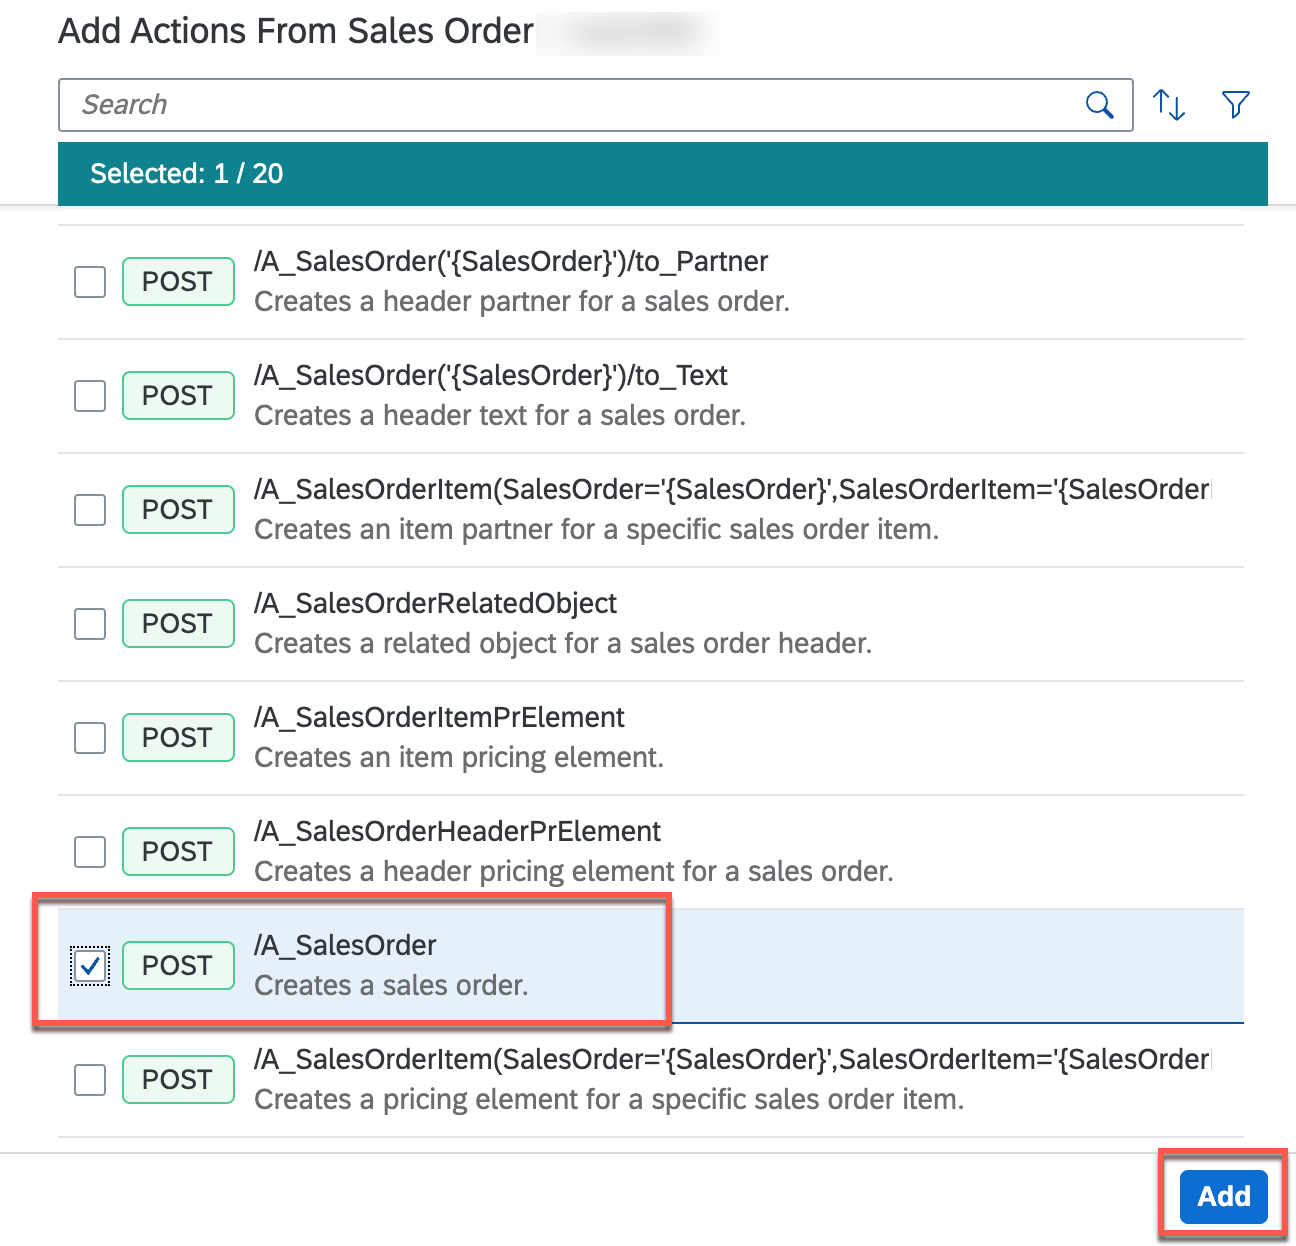 Add Actions From Sales Order
Search
Selected: 1 / 20
/A_SalesOrder('{SalesOrder}')/to_Partner
POST
Creates a header partner for a sales order.
/A_SalesOrder('{SalesOrder}')/to_Text
POST
Creates a header text for a sales order.
/A_SalesOrderItem(SalesOrder='{SalesOrder}',SalesOrderItem='{SalesOrder
POST
Creates an item partner for a specific sales order item.
/A_SalesOrderRelatedObject
POST
Creates a related object for a sales order header.
/A_SalesOrderItemPrElement
POST
Creates an item pricing element.
/A_SalesOrderHeaderPrElement
POST
Creates a header pricing element for a sales order.
/A_SalesOrder
POST
Creates a sales order.
/A_SalesOrderItem(SalesOrder='{SalesOrder}',SalesOrderItem='{SalesOrder
POST
Creates a pricing element for a specific sales order item.
Add